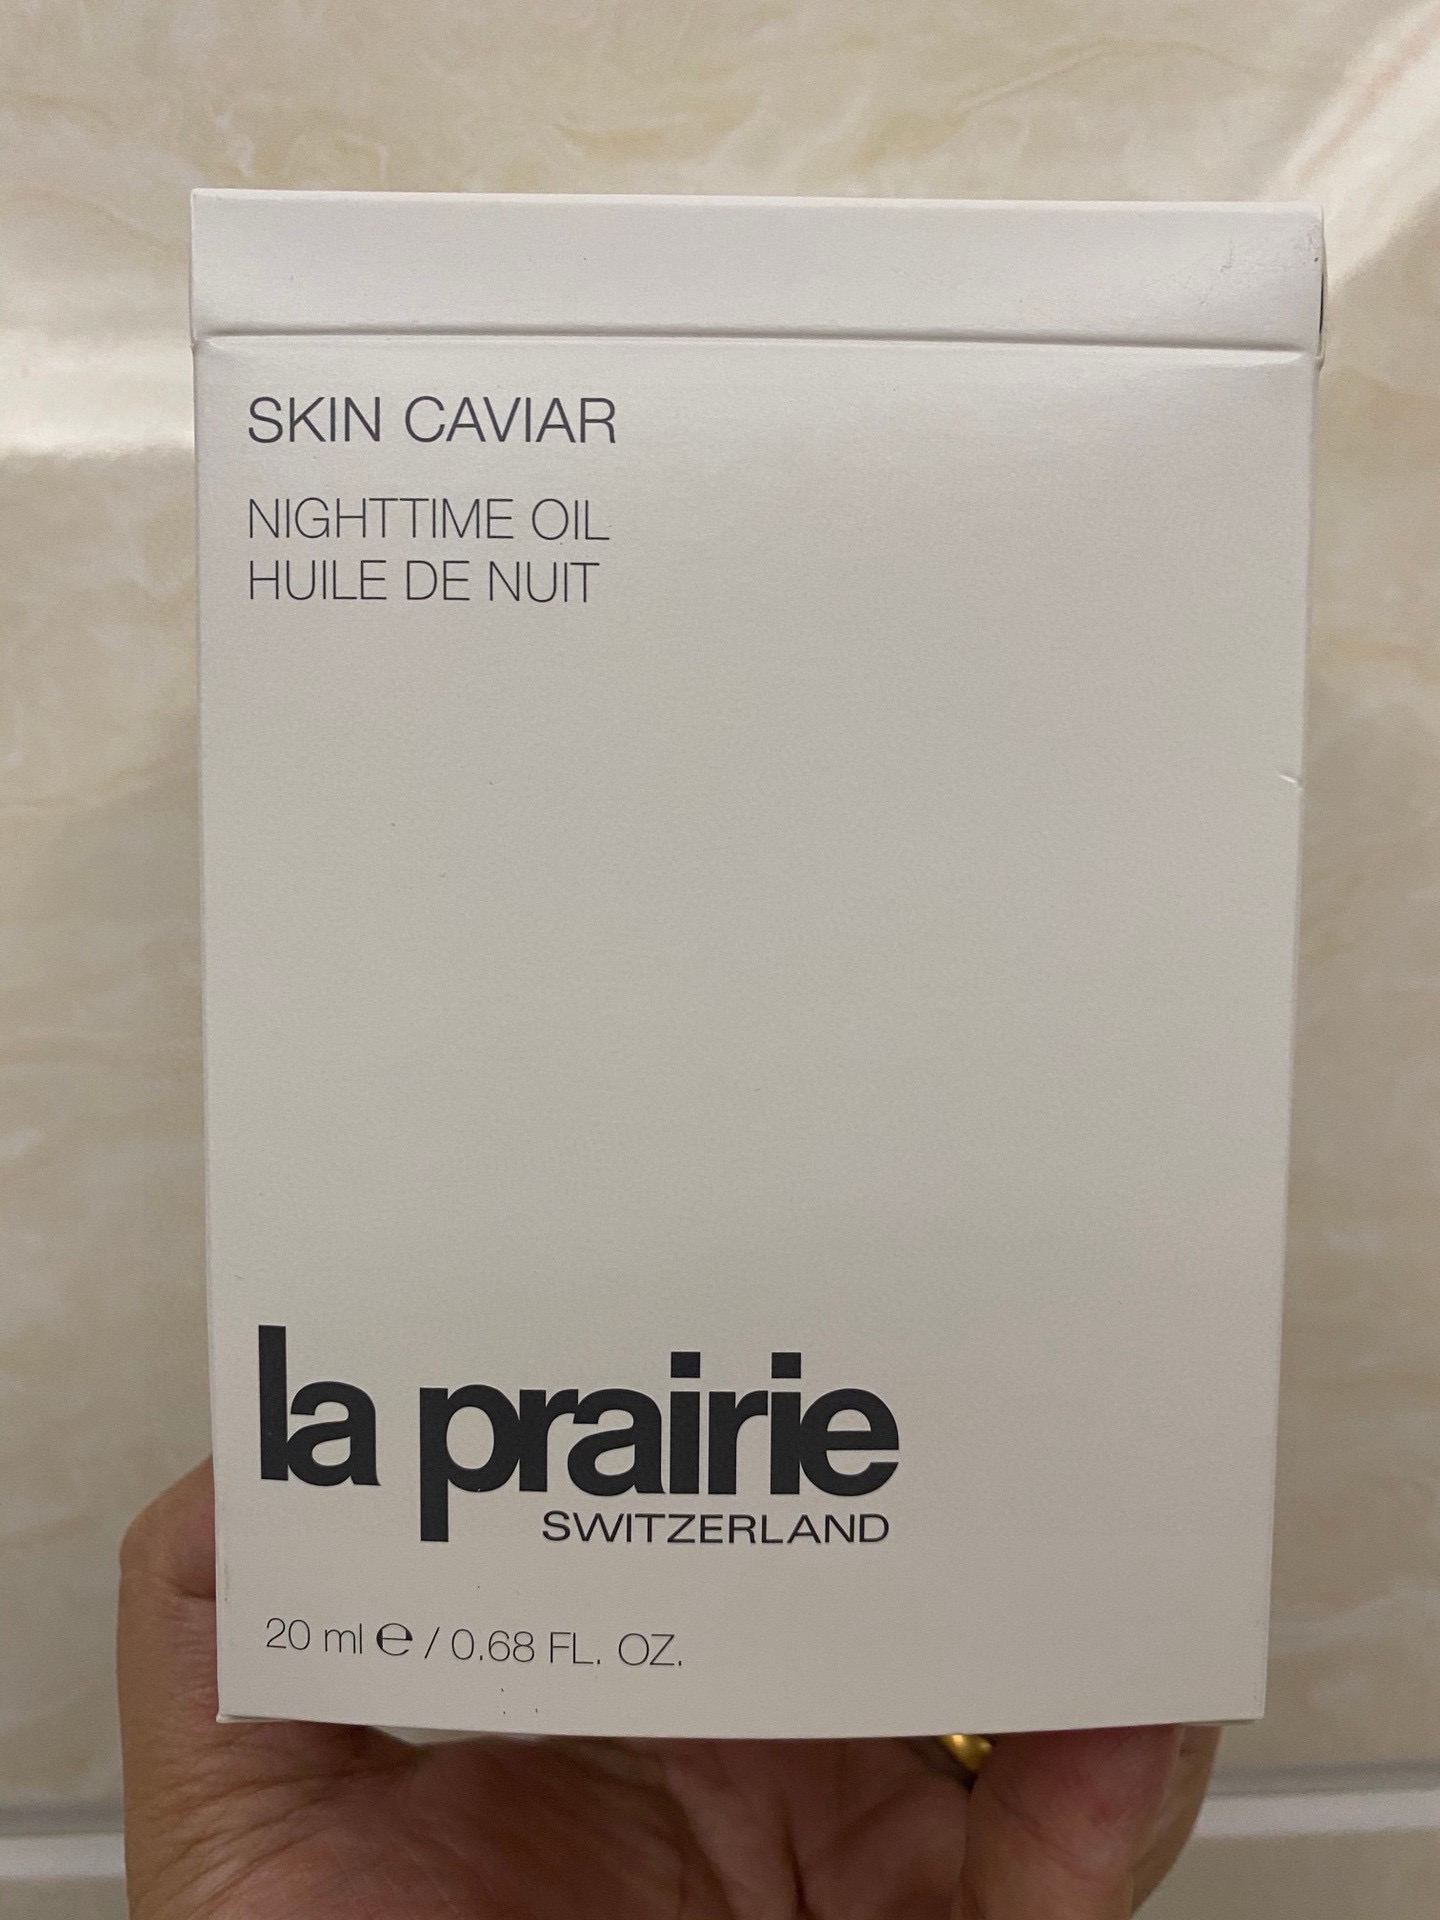 SKIN CAVIAR
NIGHTTIME OIL
HUILE DE NUIT
la prairie
SWITZERLAND
20 ml ℮ / 0.68 FL. OZ.